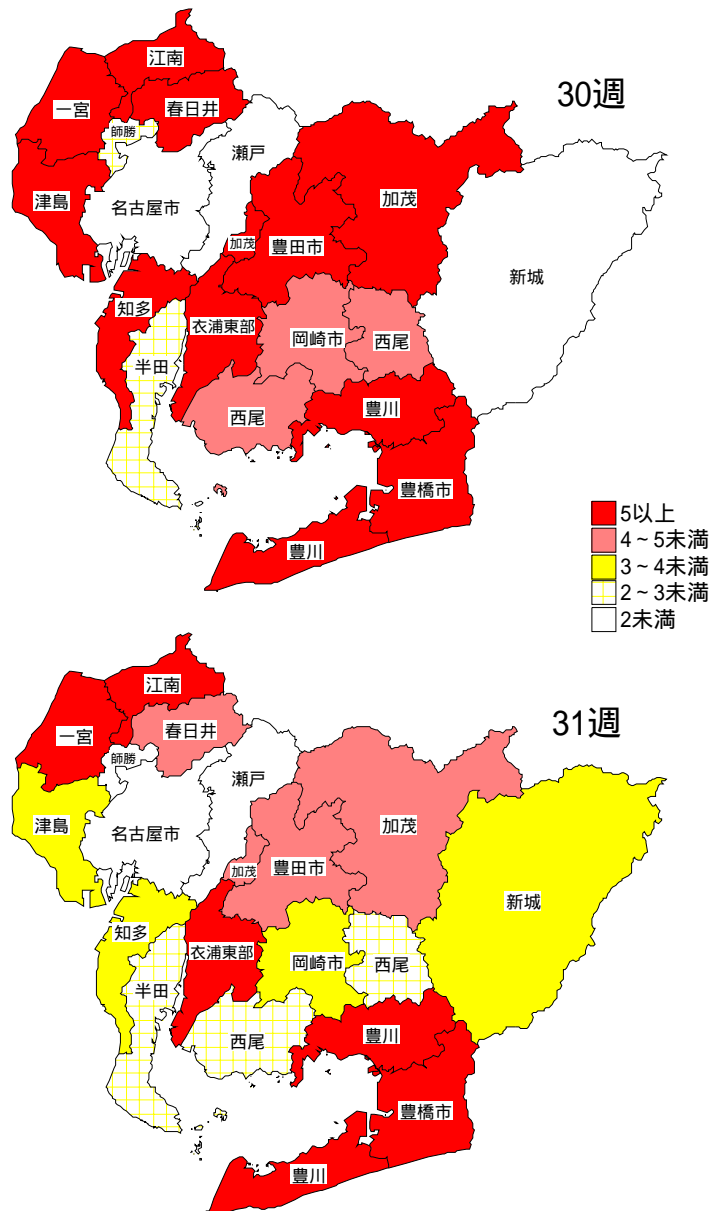 江南
一宮
春日井
30週
師勝
瀬戸
津島
名古屋市
加茂
加茂
豊田市
新城
知多
衣浦東部
岡崎市
西尾
半田
西尾
豊川
豊橋市
豊川
5以上
4~5未満
3~4未満
2~3未満
2未満
江南
一宮
春日井
31週
師勝
瀬戸
津島
名古屋市
加茂
加茂
豊田市
新城
知多
衣浦東部
岡崎市
西尾
半田
西尾
豊川
豊橋市
豊川